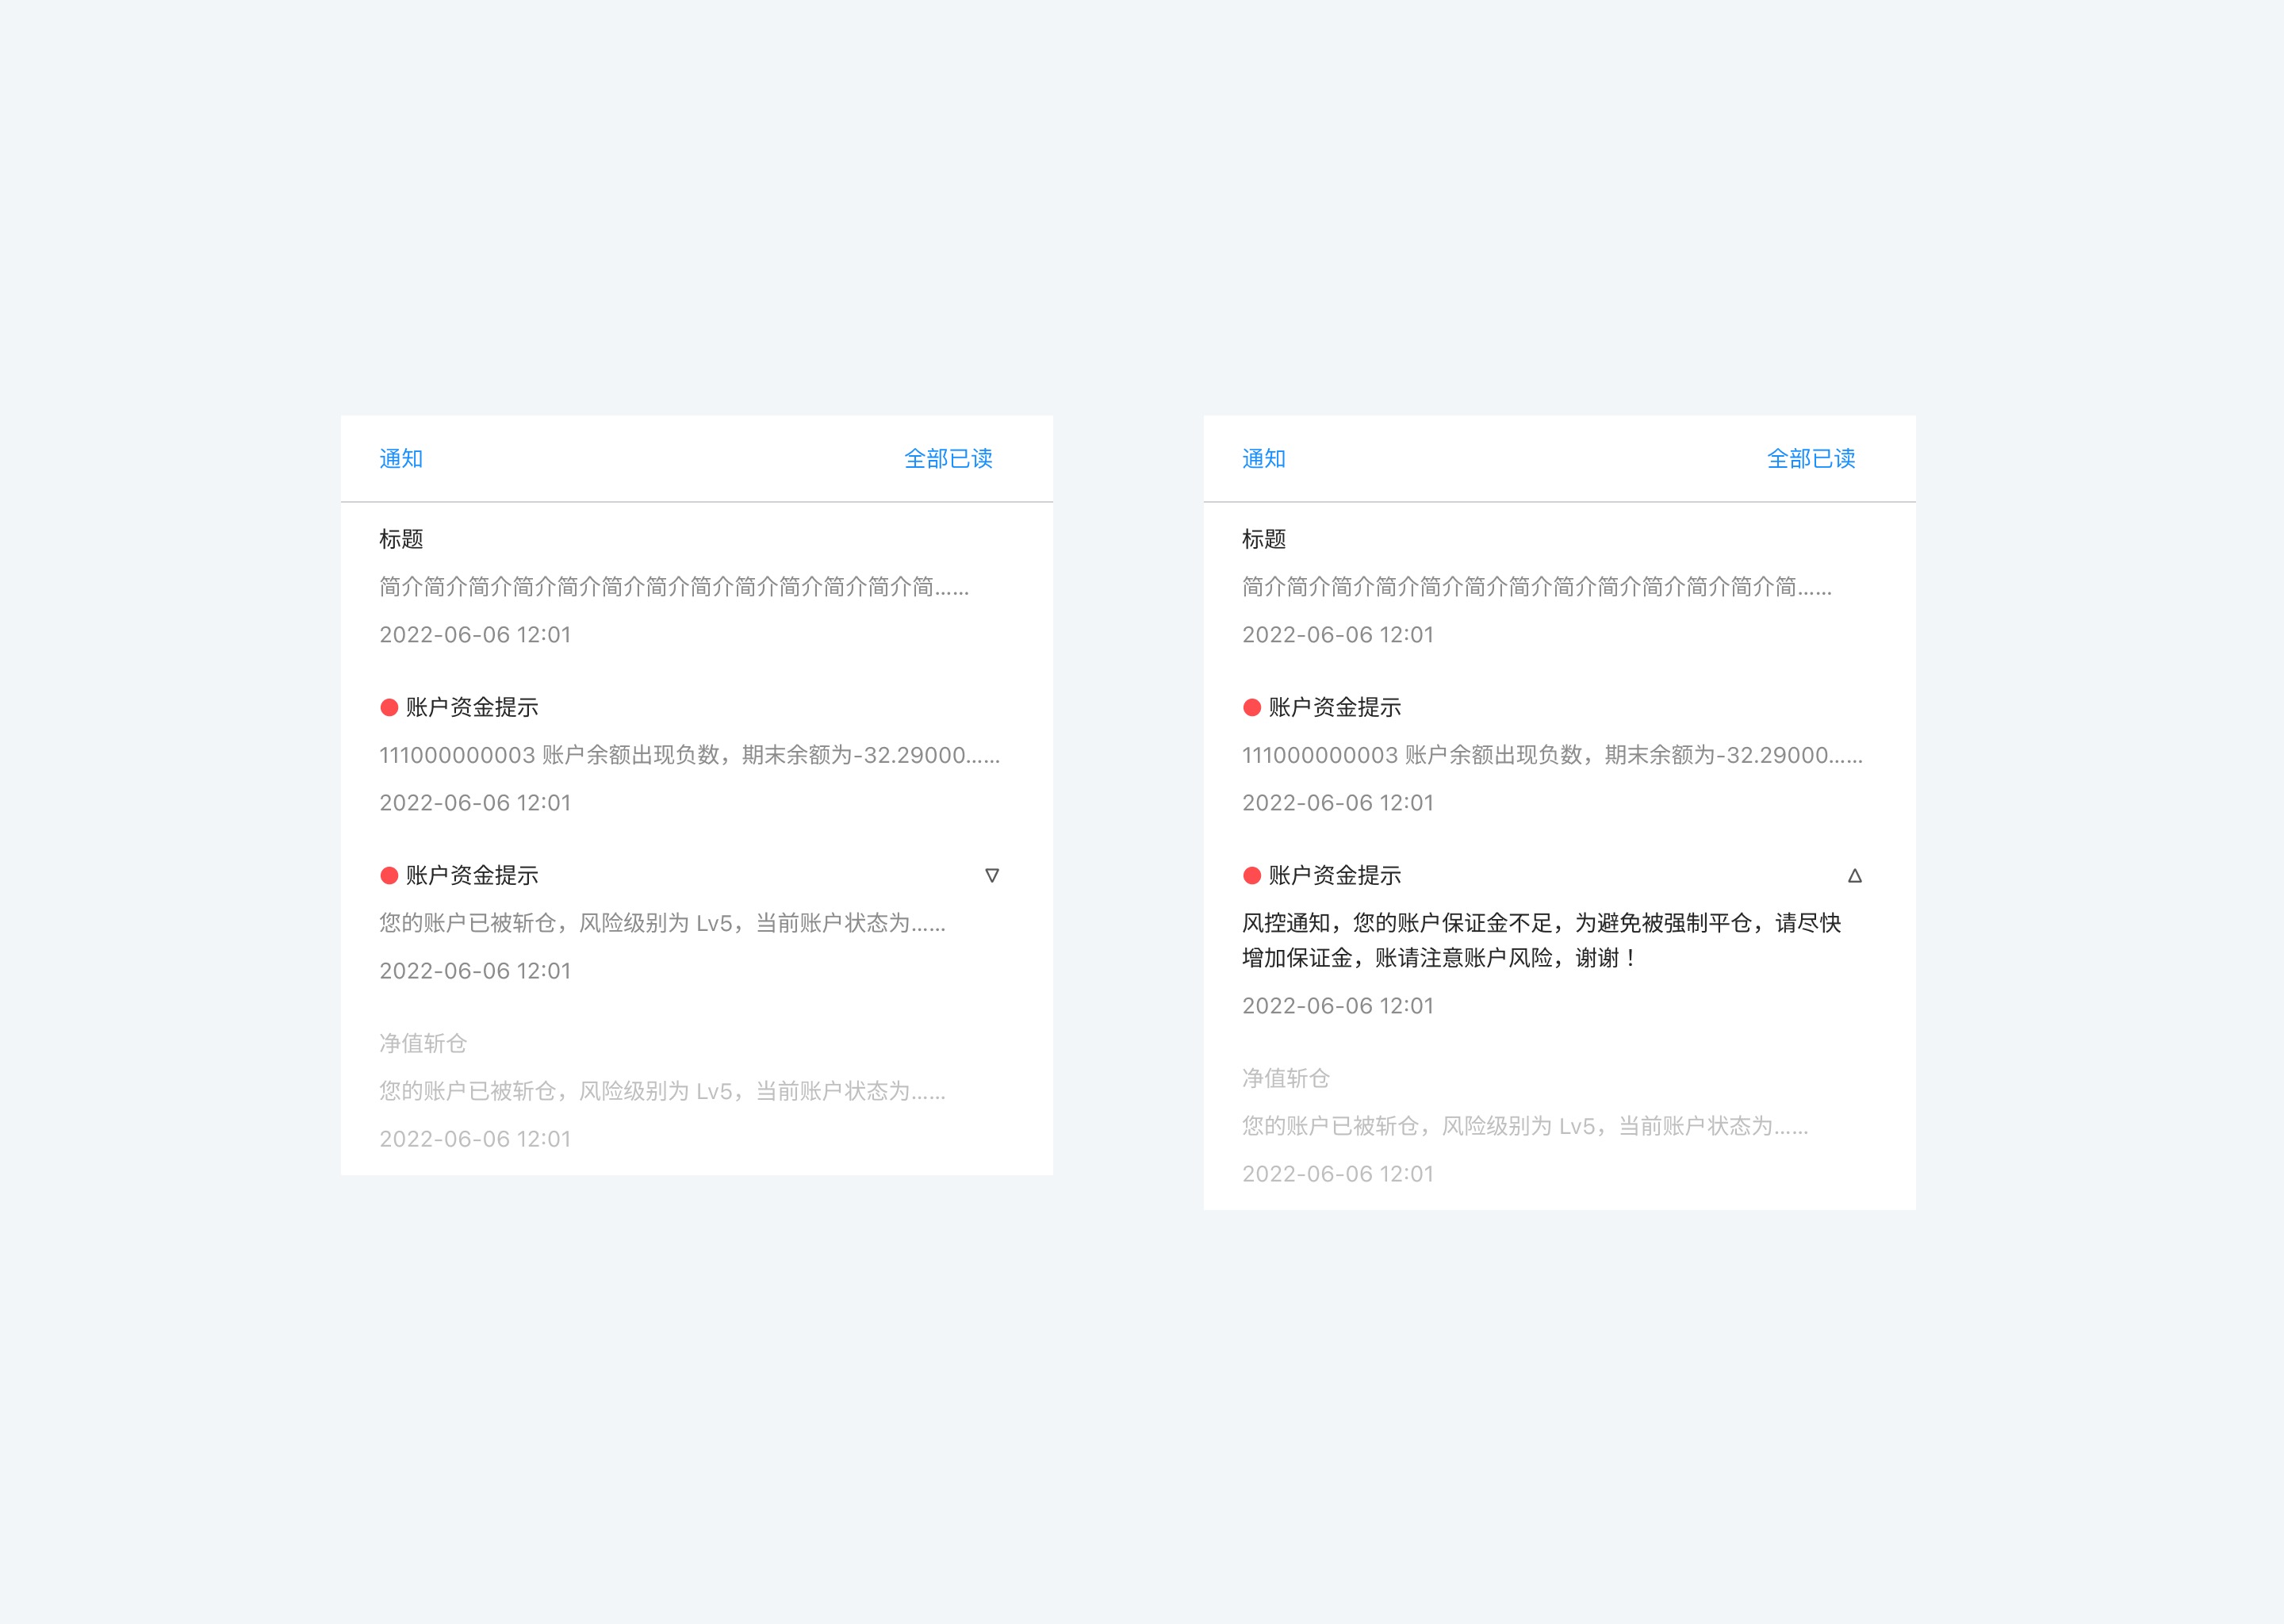 通知 全部已读
标题
简介简介简介简介简介简介简介简介简介简介简介简介简……
2022-06-06 12:01
账户资金提示
111000000003 账户余额出现负数，期末余额为-32.29000……
2022-06-06 12:01
账户资金提示
您的账户已被斩仓，风险级别为 Lv5，当前账户状态为……
2022-06-06 12:01
净值斩仓
您的账户已被斩仓，风险级别为 Lv5，当前账户状态为……
2022-06-06 12:01
通知 全部已读
标题
简介简介简介简介简介简介简介简介简介简介简介简介简……
2022-06-06 12:01
账户资金提示
111000000003 账户余额出现负数，期末余额为-32.29000……
2022-06-06 12:01
账户资金提示
风控通知，您的账户保证金不足，为避免被强制平仓，请尽快
增加保证金，账请注意账户风险，谢谢！
2022-06-06 12:01
净值斩仓
您的账户已被斩仓，风险级别为 Lv5，当前账户状态为……
2022-06-06 12:01